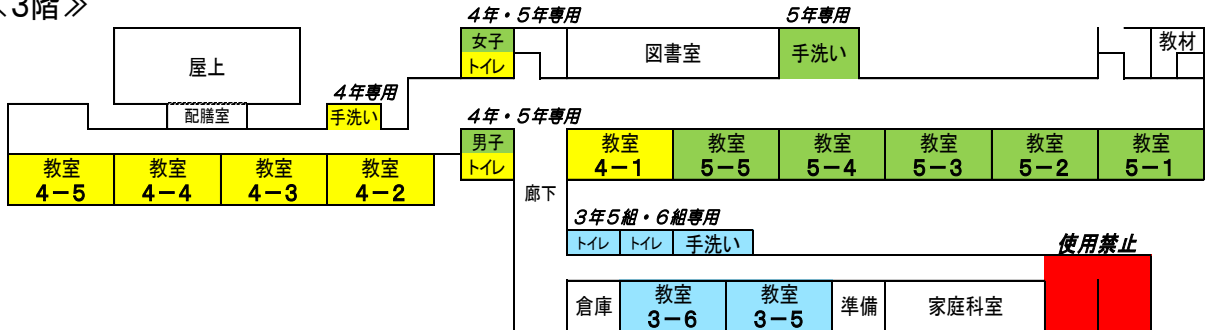 ≪3階≫
4年・5年専用
5年専用
女子
トイレ
図書室
手洗い
教材
屋上
4年専用
配膳室
手洗い
4年・5年専用
男子
トイレ
教室
4－1
教室
5－5
教室
5－4
教室
5－3
教室
5－2
教室
5－1
教室
4－5
教室
4－4
教室
4－3
教室
4－2
廊下
3年5組・6組専用
トイレ
トイレ
手洗い
使用禁止
倉庫
教室
3－6
教室
3－5
準備
家庭科室